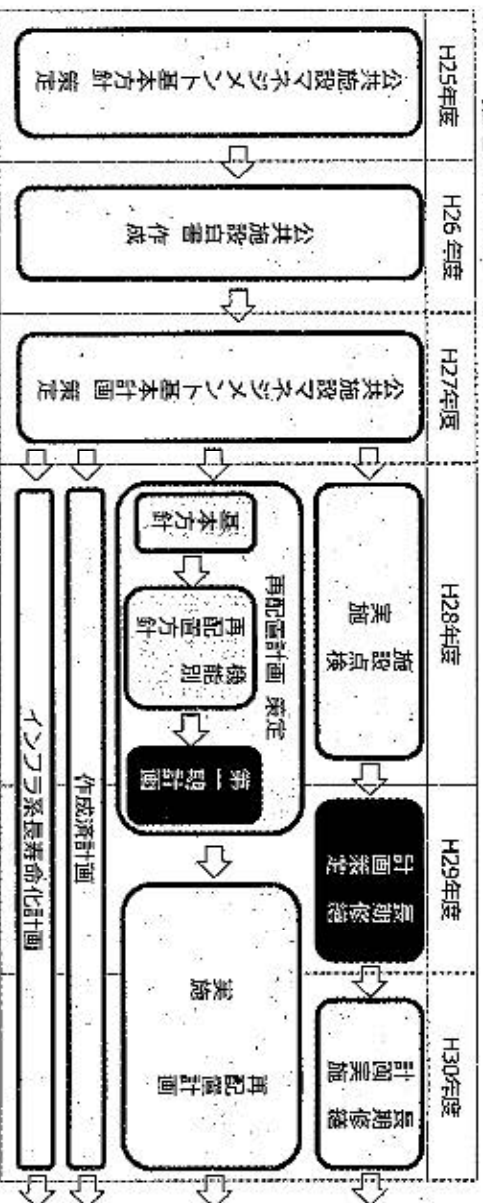 H25年度
H26年度
H27年度
H28年度
H29年度
H30年度
公共施設マネジメント基本方針 策定
公共施設白書 作成
公共施設マネジメント基本計画 策定
施設点検
実施
長期修繕
計画策定
長期修繕
計画実施
再配置計画 策定
基本方針
機能別
再配置方針
第一期計画
再配置計画
実施
作成済計画
インフラ系長寿命化計画